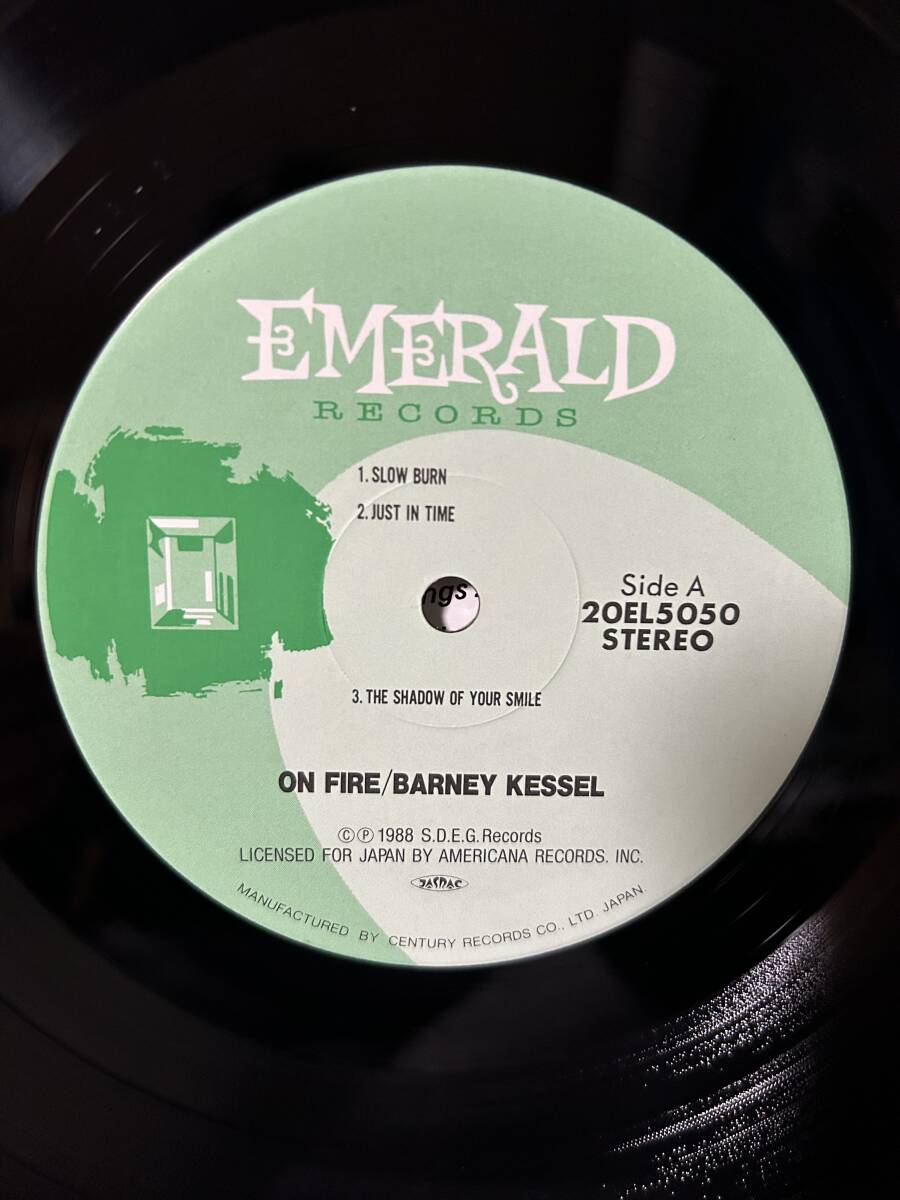 EMERALD
RECORDS
1. SLOW BURN
2. JUST IN TIME
ngs
Side A
20EL5050
STEREO
3. THE SHADOW OF YOUR SMILE
ON FIRE/BARNEY KESSEL
©℗ 1988 S.D.E.G. Records
LICENSED FOR JAPAN BY AMERICANA RECORDS. INC.
JASRAC
MANUFACTURED BY CENTURY RECORDS CO., LTD. JAPAN.